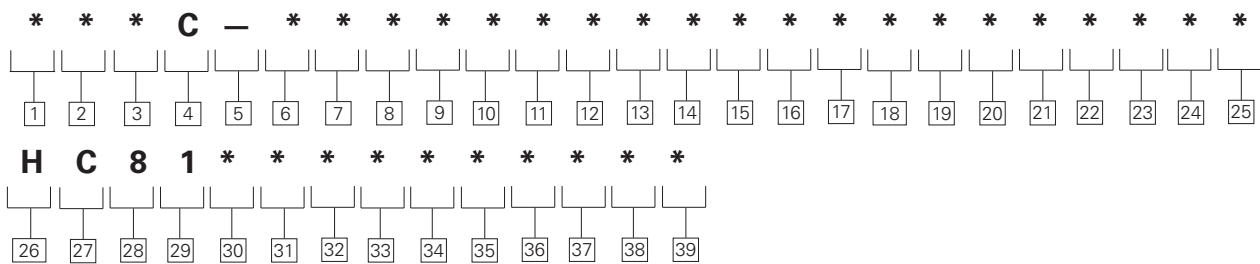 * * * C – * * * * * * * * * * * * * * * * * * * *
1 2 3 4 5 6 7 8 9 10 11 12 13 14 15 16 17 18 19 20 21 22 23 24 25
H C 8 1 * * * * * * * * * *
26 27 28 29 30 31 32 33 34 35 36 37 38 39